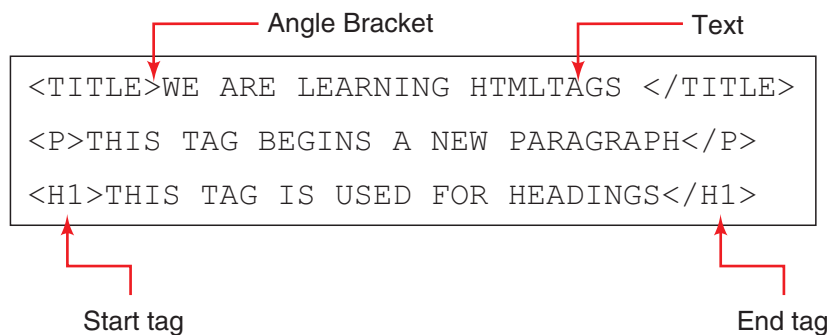 Angle Bracket Text
<TITLE>WE ARE LEARNING HTMLTAGS </TITLE>
<P>THIS TAG BEGINS A NEW PARAGRAPH</P>
<H1>THIS TAG IS USED FOR HEADINGS</H1>
Start tag End tag